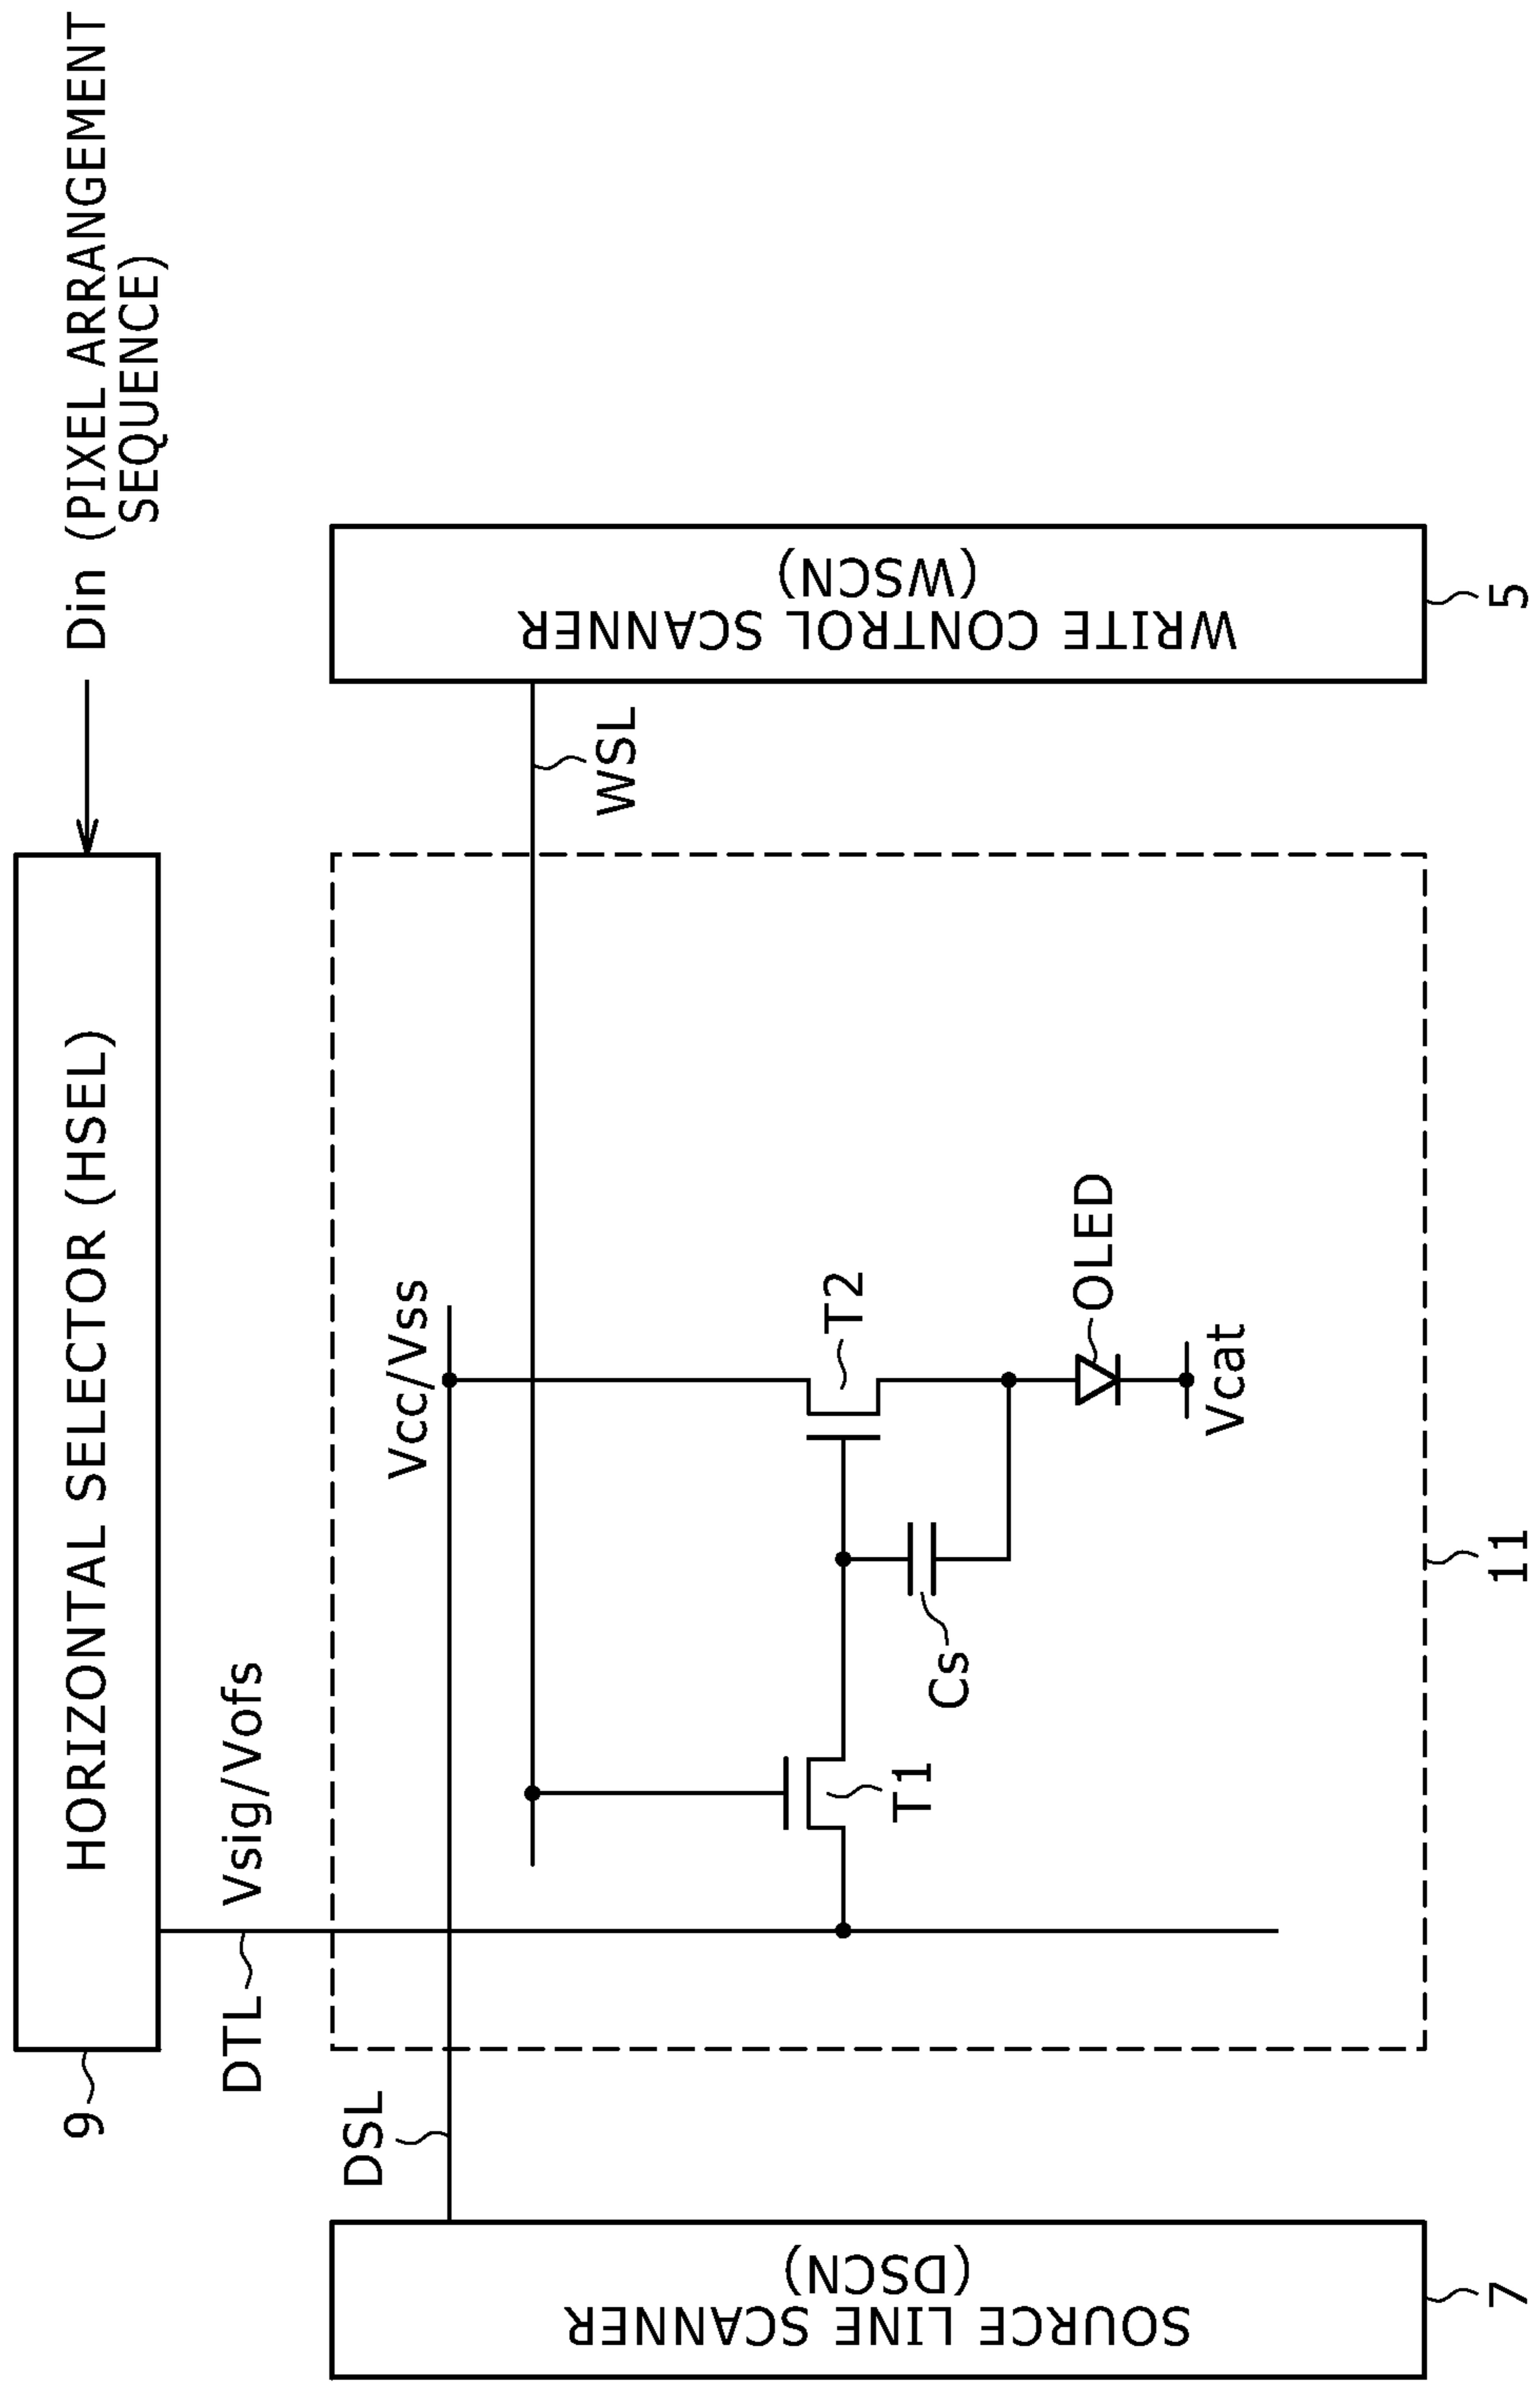 Din (PIXEL ARRANGEMENT
SEQUENCE)
9
HORIZONTAL SELECTOR (HSEL)
DTL
Vsig/Vofs
DSL
Vcc/Vss
WSL
SOURCE LINE SCANNER
(DSCN)
WRITE CONTROL SCANNER
(WSCN)
T1
T2
Cs
OLED
Vcat
7
11
5